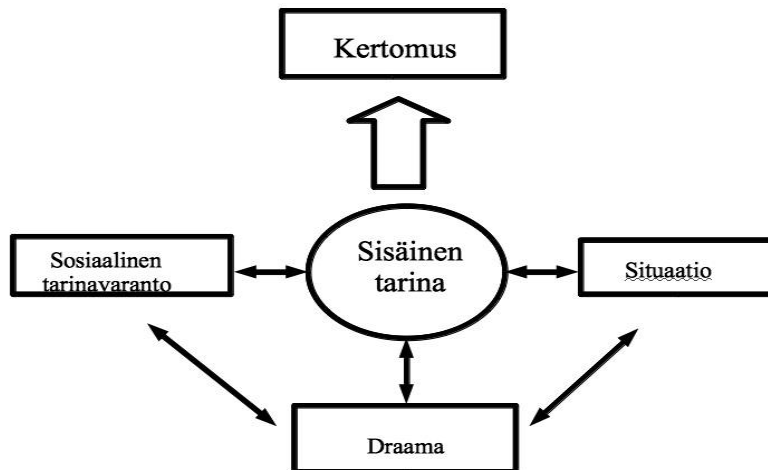 Kertomus
Sosiaalinen
tarinavaranto
Sisäinen
tarina
Situaatio
Draama